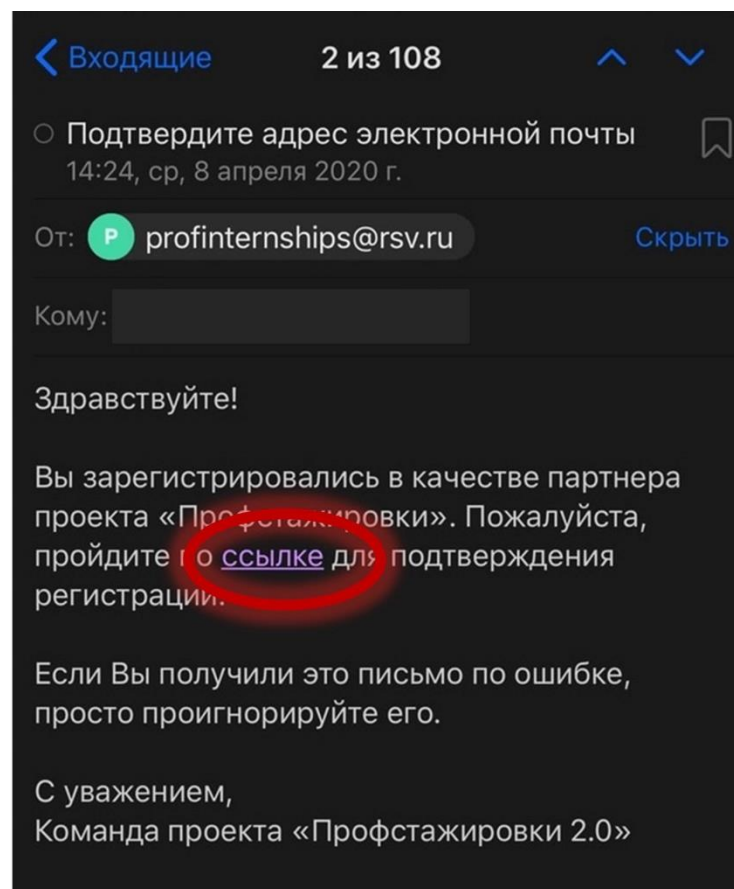 Входящие
2 из 108
Подтвердите адрес электронной почты
14:24, ср, 8 апреля 2020 г.
От: P profinternships@rsv.ru
Скрыть
Кому:
Здравствуйте!
Вы зарегистрировались в качестве партнера
проекта «Профстажировки». Пожалуйста,
пройдите по ссылке для подтверждения
регистрации.
Если Вы получили это письмо по ошибке,
просто проигнорируйте его.
С уважением,
Команда проекта «Профстажировки 2.0»